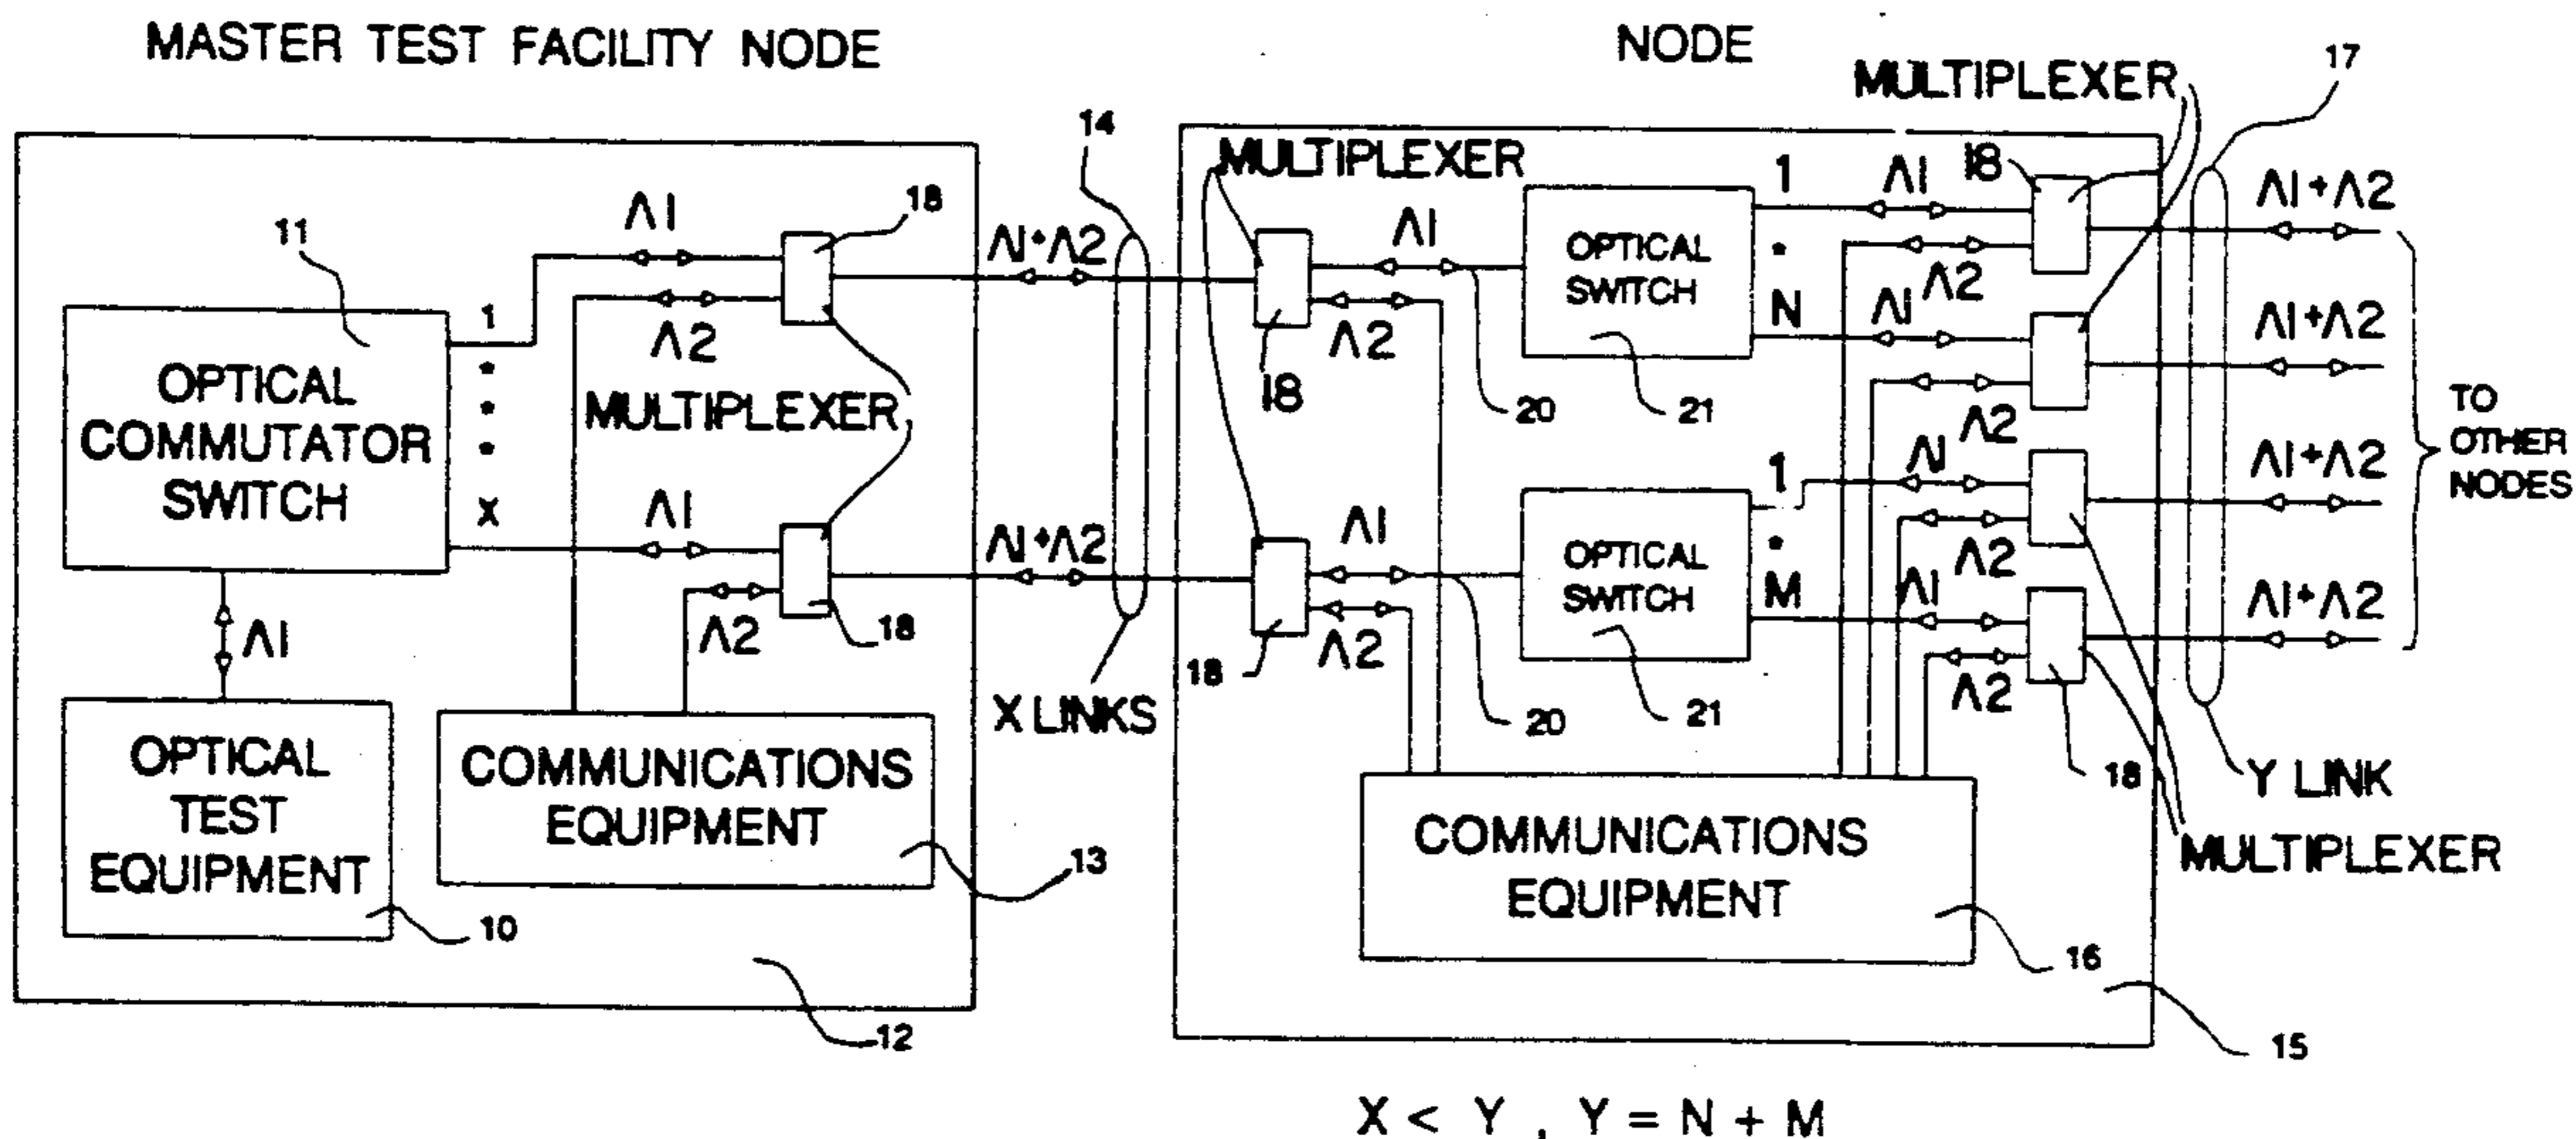 MASTER TEST FACILITY NODE
NODE
MULTIPLEXER
17
14
MULTIPLEXER
18
11
Λ1
18
Λ1+Λ2
Λ1
OPTICAL
SWITCH
1
N
Λ1
Λ2
Λ1
Λ1+Λ2
OPTICAL
COMMUTATOR
SWITCH
1
X
Λ2
MULTIPLEXER
Λ2
18
20
21
Λ2
Λ1+Λ2
TO
OTHER
NODES
Λ1
Λ1+Λ2
Λ1
OPTICAL
SWITCH
1
M
Λ1
Λ2
Λ1
Λ1+Λ2
Λ2
18
Λ2
18
20
21
Λ2
18
Λ1+Λ2
Λ1
X LINKS
Y LINK
MULTIPLEXER
OPTICAL
TEST
EQUIPMENT
10
COMMUNICATIONS
EQUIPMENT
13
COMMUNICATIONS
EQUIPMENT
16
12
15
X < Y , Y = N + M